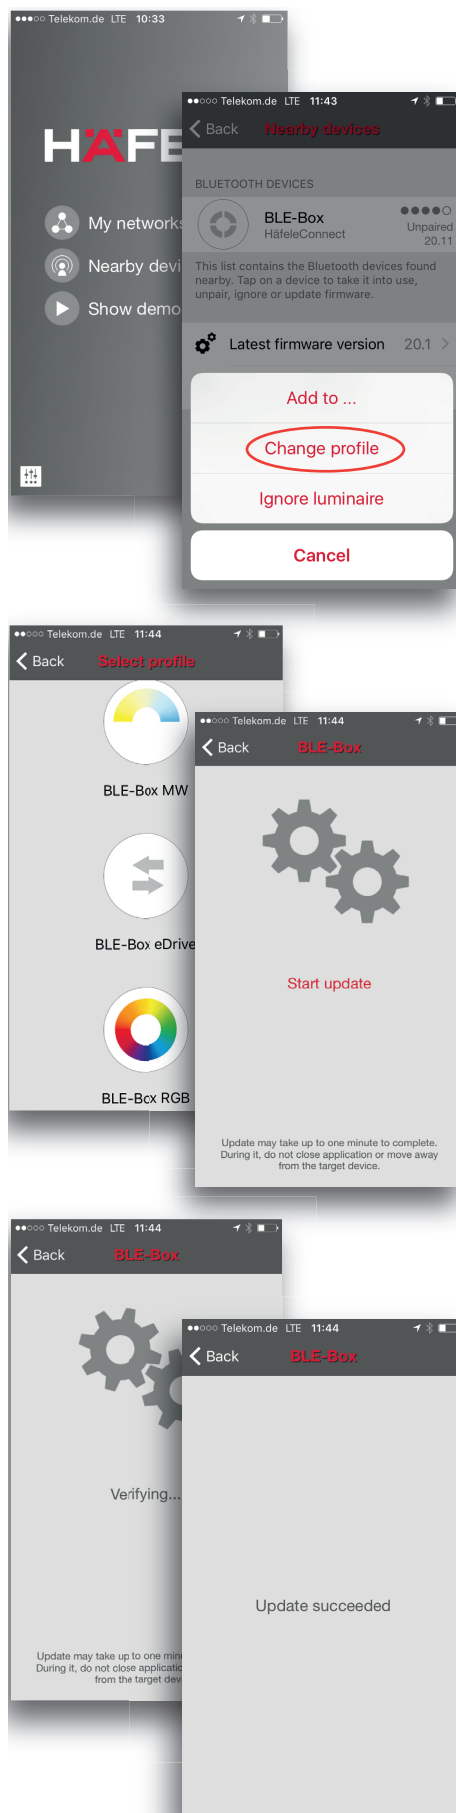 Telekom.de LTE 10:33
HÄFE
My networks
Nearby devi
Show demo
Telekom.de LTE 11:43
Back Nearby devices
BLUETOOTH DEVICES
BLE-Box
HäfeleConnect
Unpaired
20.11
This list contains the Bluetooth devices found
nearby. Tap on a device to take it into use,
unpair, ignore or update firmware.
Latest firmware version 20.1
Add to ...
Change profile
Ignore luminaire
Cancel
Telekom.de LTE 11:44
Back Select profile
BLE-Box MW
BLE-Box eDrive
BLE-Box RGB
Telekom.de LTE 11:44
Back BLE-Box
Start update
Update may take up to one minute to complete.
During it, do not close application or move away
from the target device.
Telekom.de LTE 11:44
Back BLE-Box
Verifying...
Update may take up to one min
During it, do not close applicatio
from the target devi
Telekom.de LTE 11:44
Back BLE-Box
Update succeeded